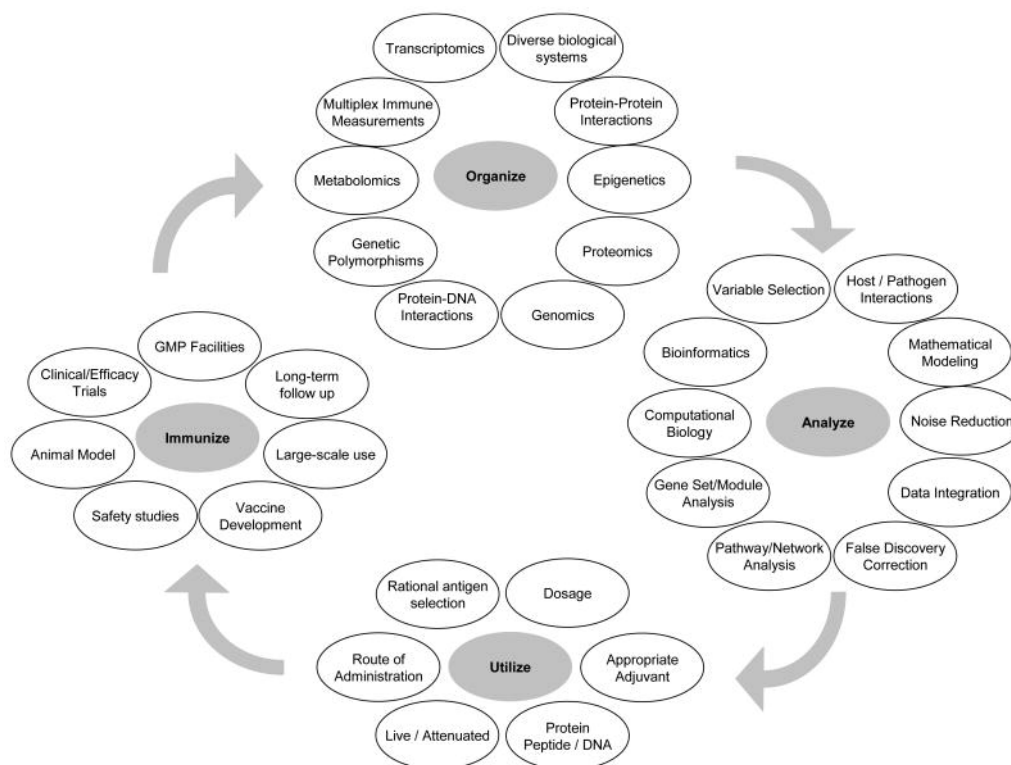 Transcriptomics
Diverse biological
systems
Multiplex Immune
Measurements
Protein-Protein
Interactions
Metabolomics
Organize
Epigenetics
Genetic
Polymorphisms
Proteomics
Protein-DNA
Interactions
Genomics
Variable Selection
Host / Pathogen
Interactions
Bioinformatics
Mathematical
Modeling
Computational
Biology
Analyze
Noise Reduction
Gene Set/Module
Analysis
Data Integration
Pathway/Network
Analysis
False Discovery
Correction
GMP Facilities
Clinical/Efficacy
Trials
Long-term
follow up
Immunize
Animal Model
Large-scale use
Safety studies
Vaccine
Development
Rational antigen
selection
Dosage
Route of
Administration
Utilize
Appropriate
Adjuvant
Live / Attenuated
Protein
Peptide / DNA